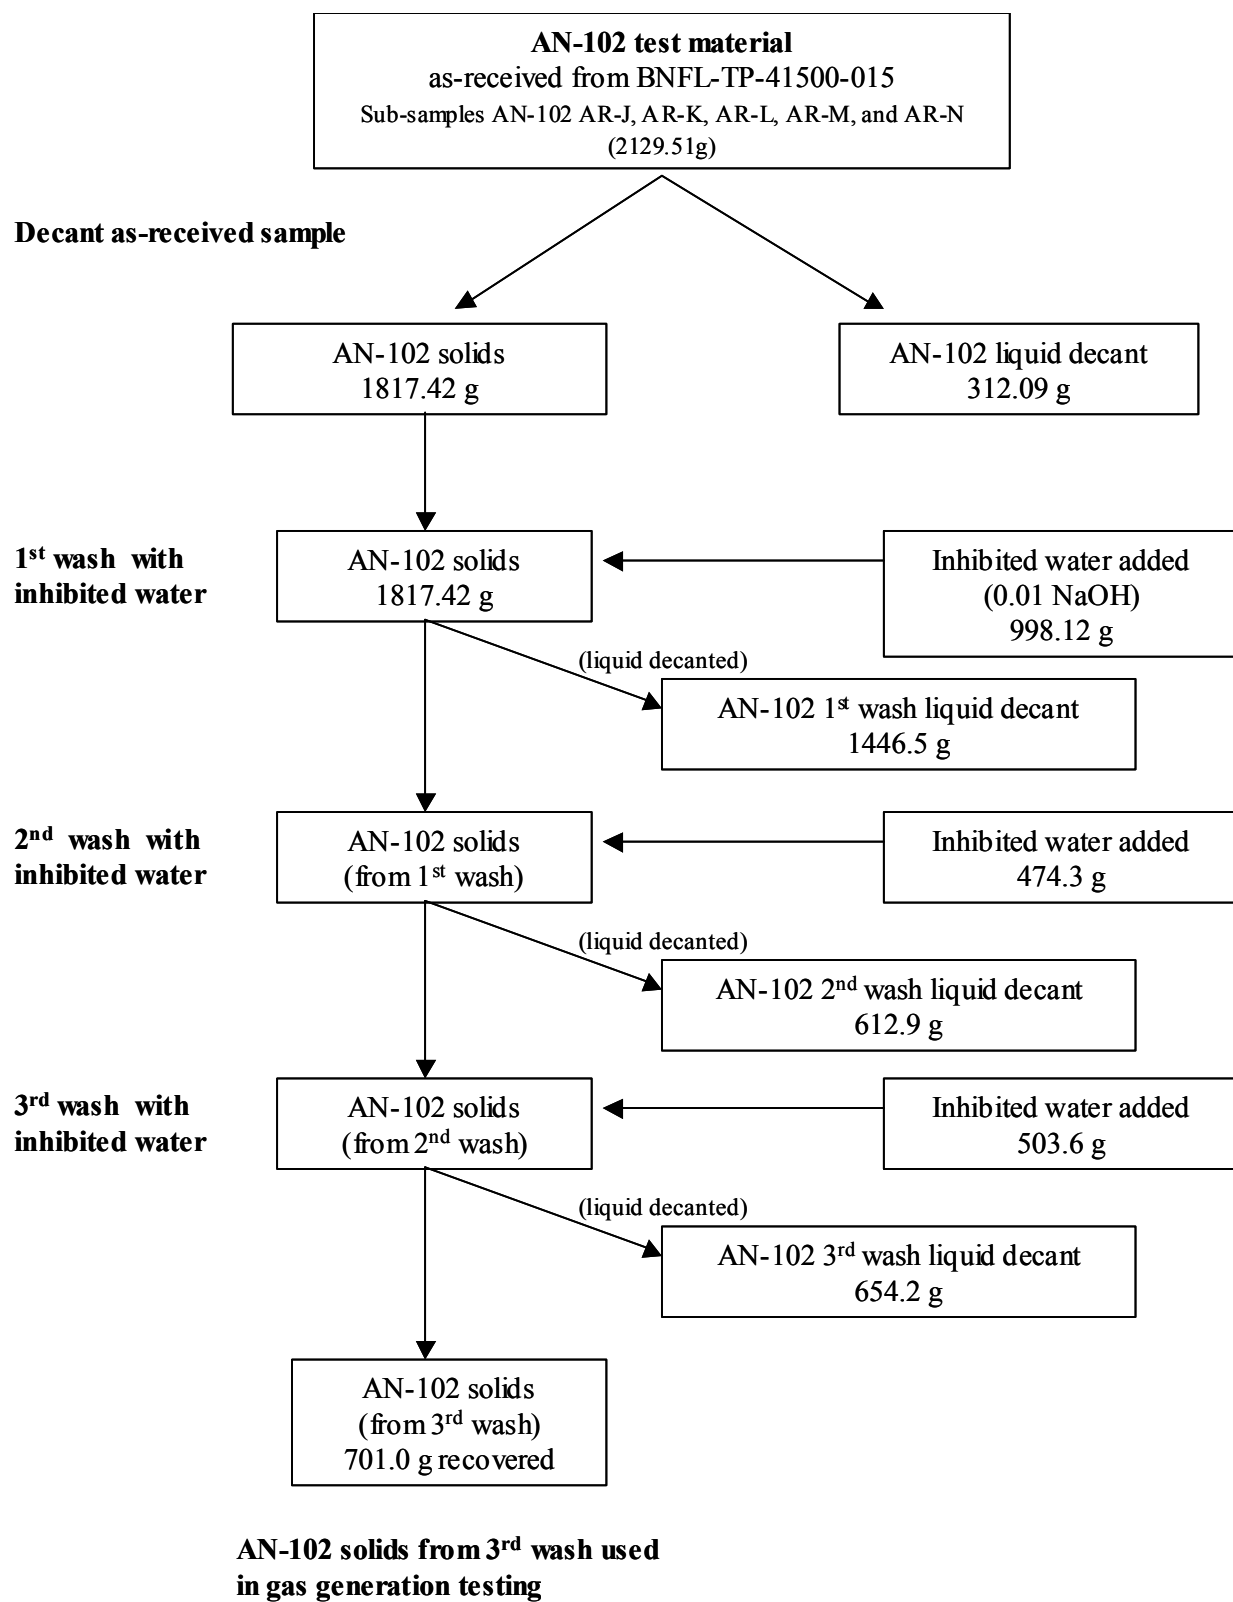 AN-102 test material
as-received from BNFL-TP-41500-015
Sub-samples AN-102 AR-J, AR-K, AR-L, AR-M, and AR-N
(2129.51g)
Decant as-received sample
AN-102 solids
1817.42 g
AN-102 liquid decant
312.09 g
1st wash with
inhibited water
AN-102 solids
1817.42 g
Inhibited water added
(0.01 NaOH)
998.12 g
(liquid decanted)
AN-102 1st wash liquid decant
1446.5 g
2nd wash with
inhibited water
AN-102 solids
(from 1st wash)
Inhibited water added
474.3 g
(liquid decanted)
AN-102 2nd wash liquid decant
612.9 g
3rd wash with
inhibited water
AN-102 solids
(from 2nd wash)
Inhibited water added
503.6 g
(liquid decanted)
AN-102 3rd wash liquid decant
654.2 g
AN-102 solids
(from 3rd wash)
701.0 g recovered
AN-102 solids from 3rd wash used
in gas generation testing